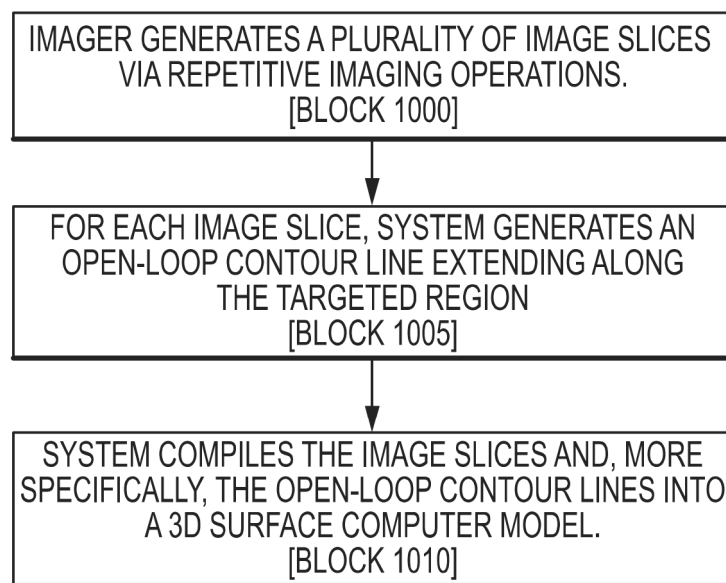 IMAGER GENERATES A PLURALITY OF IMAGE SLICES
VIA REPETITIVE IMAGING OPERATIONS.
[BLOCK 1000]
FOR EACH IMAGE SLICE, SYSTEM GENERATES AN
OPEN-LOOP CONTOUR LINE EXTENDING ALONG
THE TARGETED REGION
[BLOCK 1005]
SYSTEM COMPILES THE IMAGE SLICES AND, MORE
SPECIFICALLY, THE OPEN-LOOP CONTOUR LINES INTO
A 3D SURFACE COMPUTER MODEL.
[BLOCK 1010]